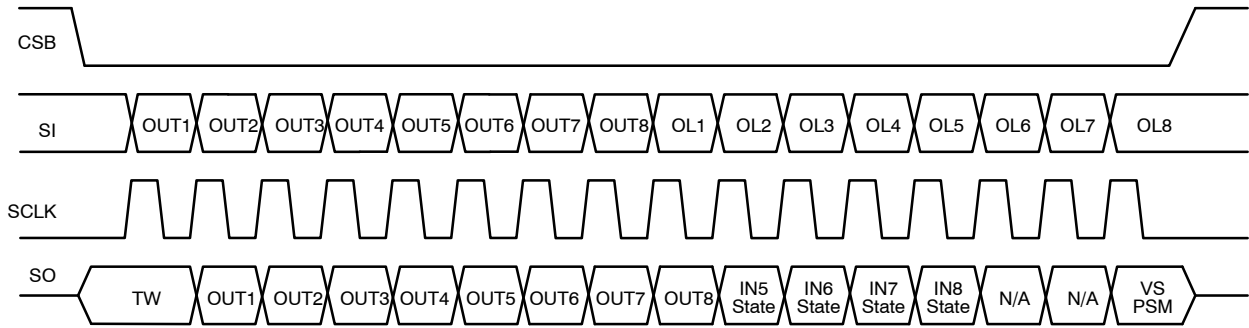 CSB
SI OUT1 OUT2 OUT3 OUT4 OUT5 OUT6 OUT7 OUT8 OL1 OL2 OL3 OL4 OL5 OL6 OL7 OL8
SCLK
SO TW OUT1 OUT2 OUT3 OUT4 OUT5 OUT6 OUT7 OUT8 IN5 State IN6 State IN7 State IN8 State N/A N/A VS PSM